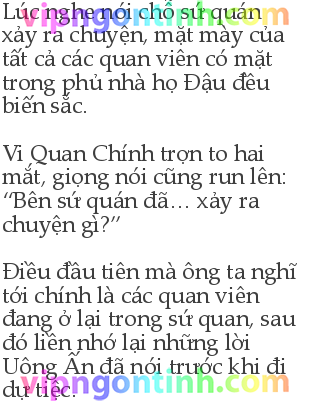 Lúc nghe nói chỗ sứ quán
xảy ra chuyện, mặt mày của
tất cả các quan viên có mặt
trong phủ nhà họ Đậu đều
biến sắc.
Vi Quan Chính trợn to hai
mắt, giọng nói cũng run lên:
“Bên sứ quán đã... xảy ra
chuyện gì?”
Điều đầu tiên mà ông ta nghĩ
tới chính là các quan viên
đang ở lại trong sứ quan, sau
đó liền nhớ lại những lời
Uông Ấn đã nói trước khi đi
dự tiệc.
vipngontinh.com
vipngontinh.com